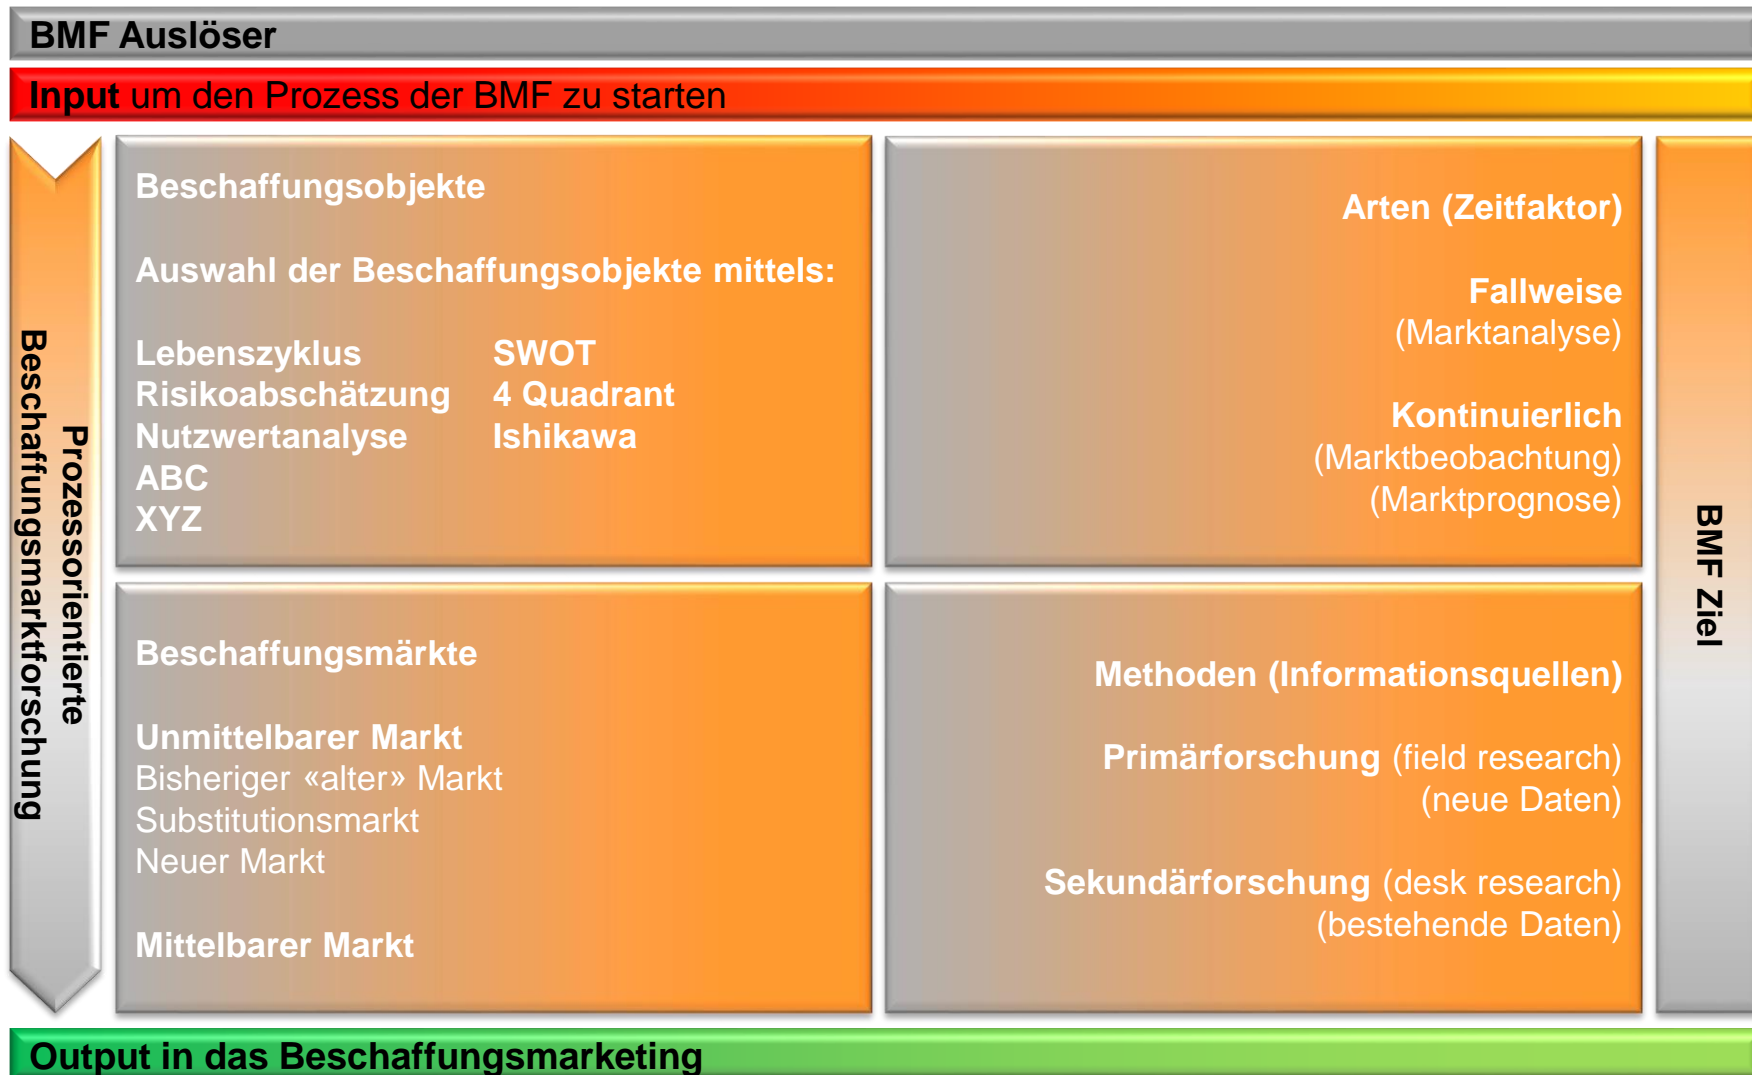 BMF Auslöser
Input um den Prozess der BMF zu starten
Prozessorientierte
Beschaffungsmarktforschung
Beschaffungsobjekte
Auswahl der Beschaffungsobjekte mittels:
Lebenszyklus SWOT
Risikoabschätzung 4 Quadrant
Nutzwertanalyse Ishikawa
ABC
XYZ
Arten (Zeitfaktor)
Fallweise
(Marktanalyse)
Kontinuierlich
(Marktbeobachtung)
(Marktprognose)
Beschaffungsmärkte
Unmittelbarer Markt
Bisheriger «alter» Markt
Substitutionsmarkt
Neuer Markt
Mittelbarer Markt
Methoden (Informationsquellen)
Primärforschung (field research)
(neue Daten)
Sekundärforschung (desk research)
(bestehende Daten)
BMF Ziel
Output in das Beschaffungsmarketing